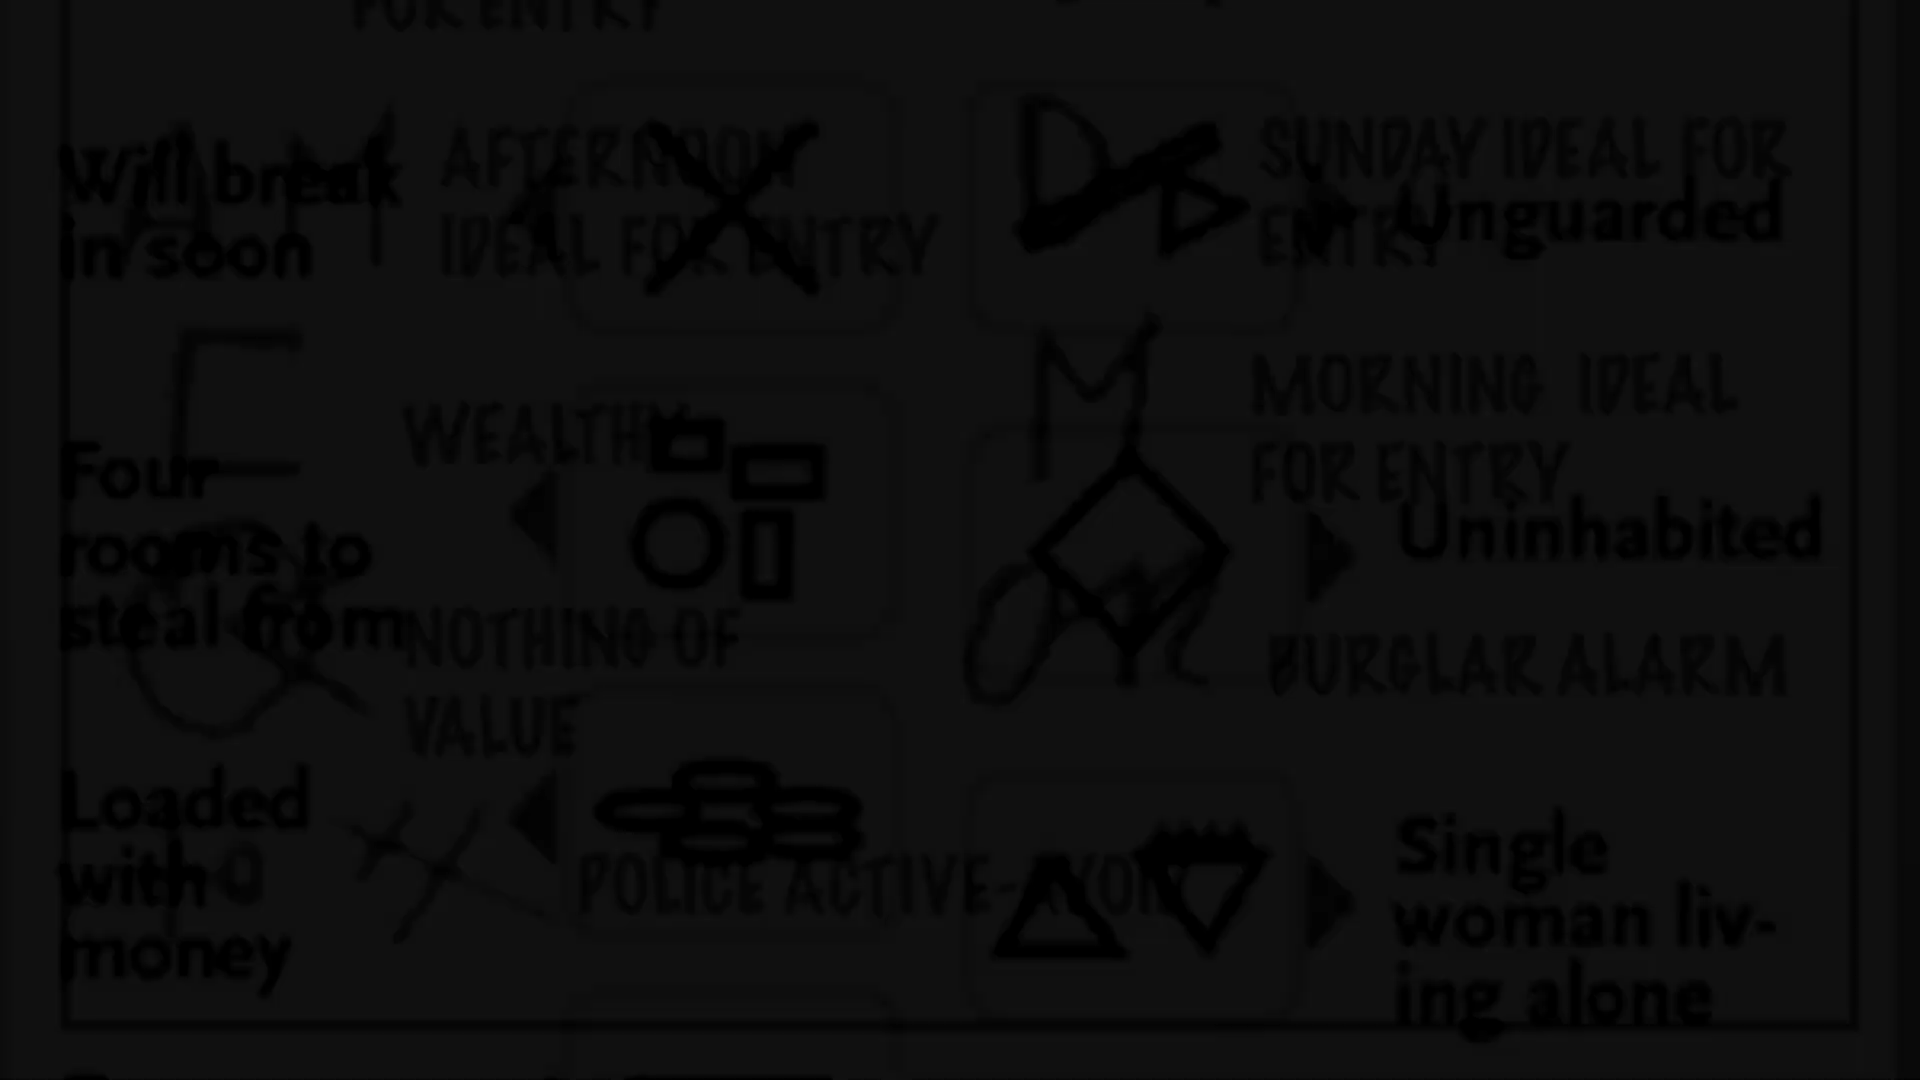 FOR ENTRY
AFTERNOON
IDEAL FOR ENTRY
SUNDAY IDEAL FOR
ENTRY
Will break
in soon
Unguarded
WEALTHY
MORNING IDEAL
FOR ENTRY
Four
rooms to
steal from
Uninhabited
NOTHING OF
VALUE
BURGLAR ALARM
Loaded
with
money
POLICE ACTIVE-AVOID
Single
woman liv-
ing alone